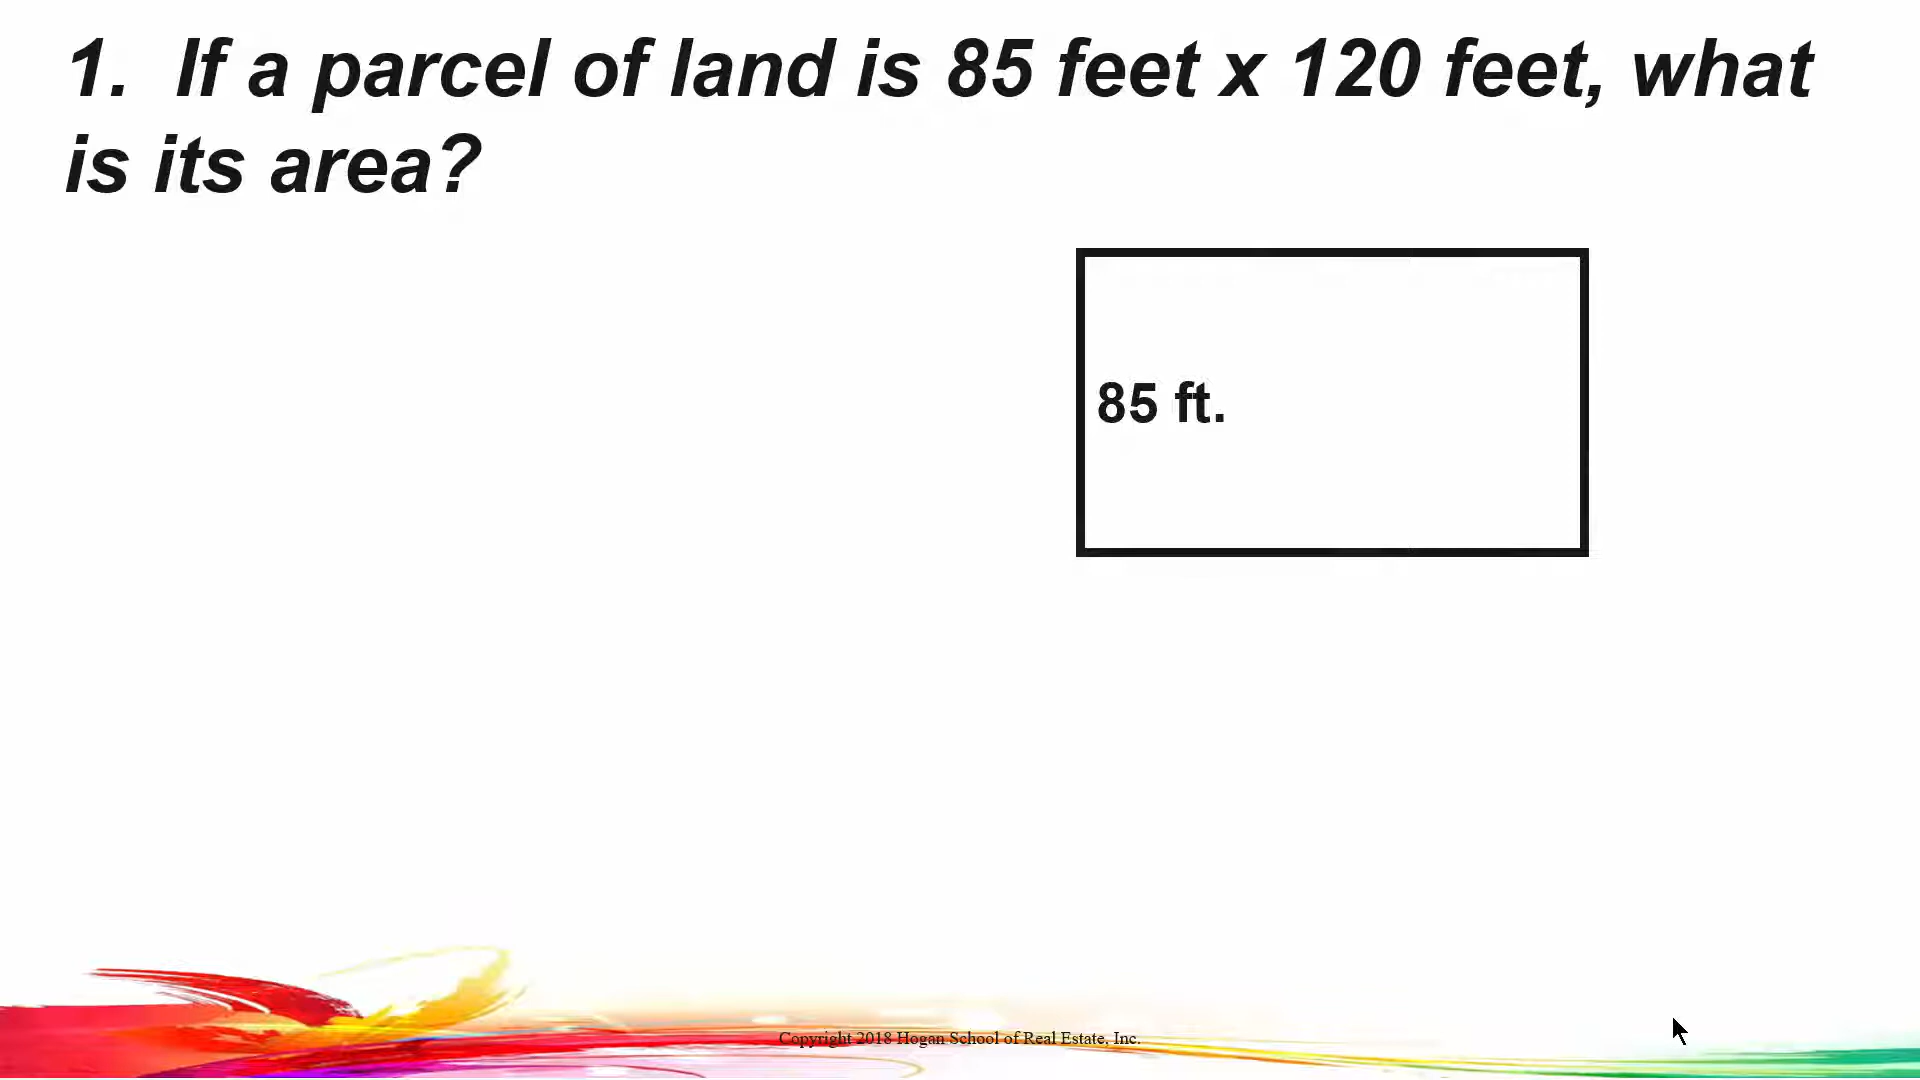 1. If a parcel of land is 85 feet x 120 feet, what
is its area?
85 ft.
Copyright 2018 Hogan School of Real Estate, Inc.